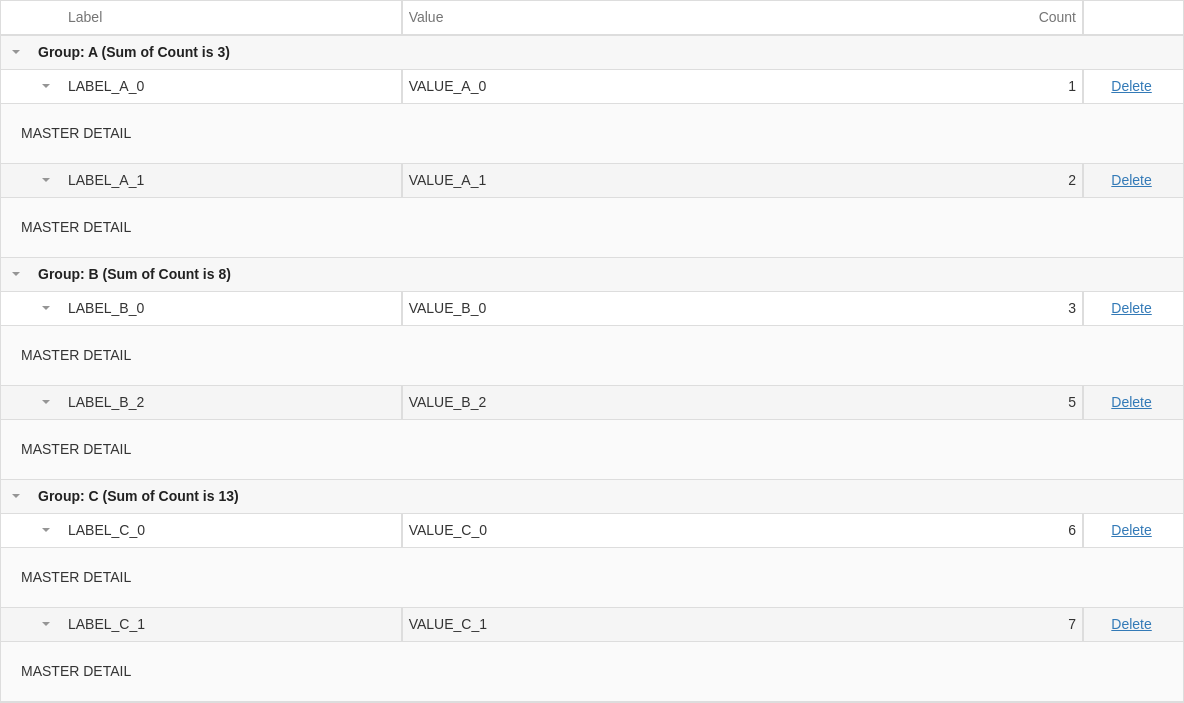 Label Value Count
Group: A (Sum of Count is 3)
LABEL_A_0 VALUE_A_0 1 Delete
MASTER DETAIL
LABEL_A_1 VALUE_A_1 2 Delete
MASTER DETAIL
Group: B (Sum of Count is 8)
LABEL_B_0 VALUE_B_0 3 Delete
MASTER DETAIL
LABEL_B_2 VALUE_B_2 5 Delete
MASTER DETAIL
Group: C (Sum of Count is 13)
LABEL_C_0 VALUE_C_0 6 Delete
MASTER DETAIL
LABEL_C_1 VALUE_C_1 7 Delete
MASTER DETAIL